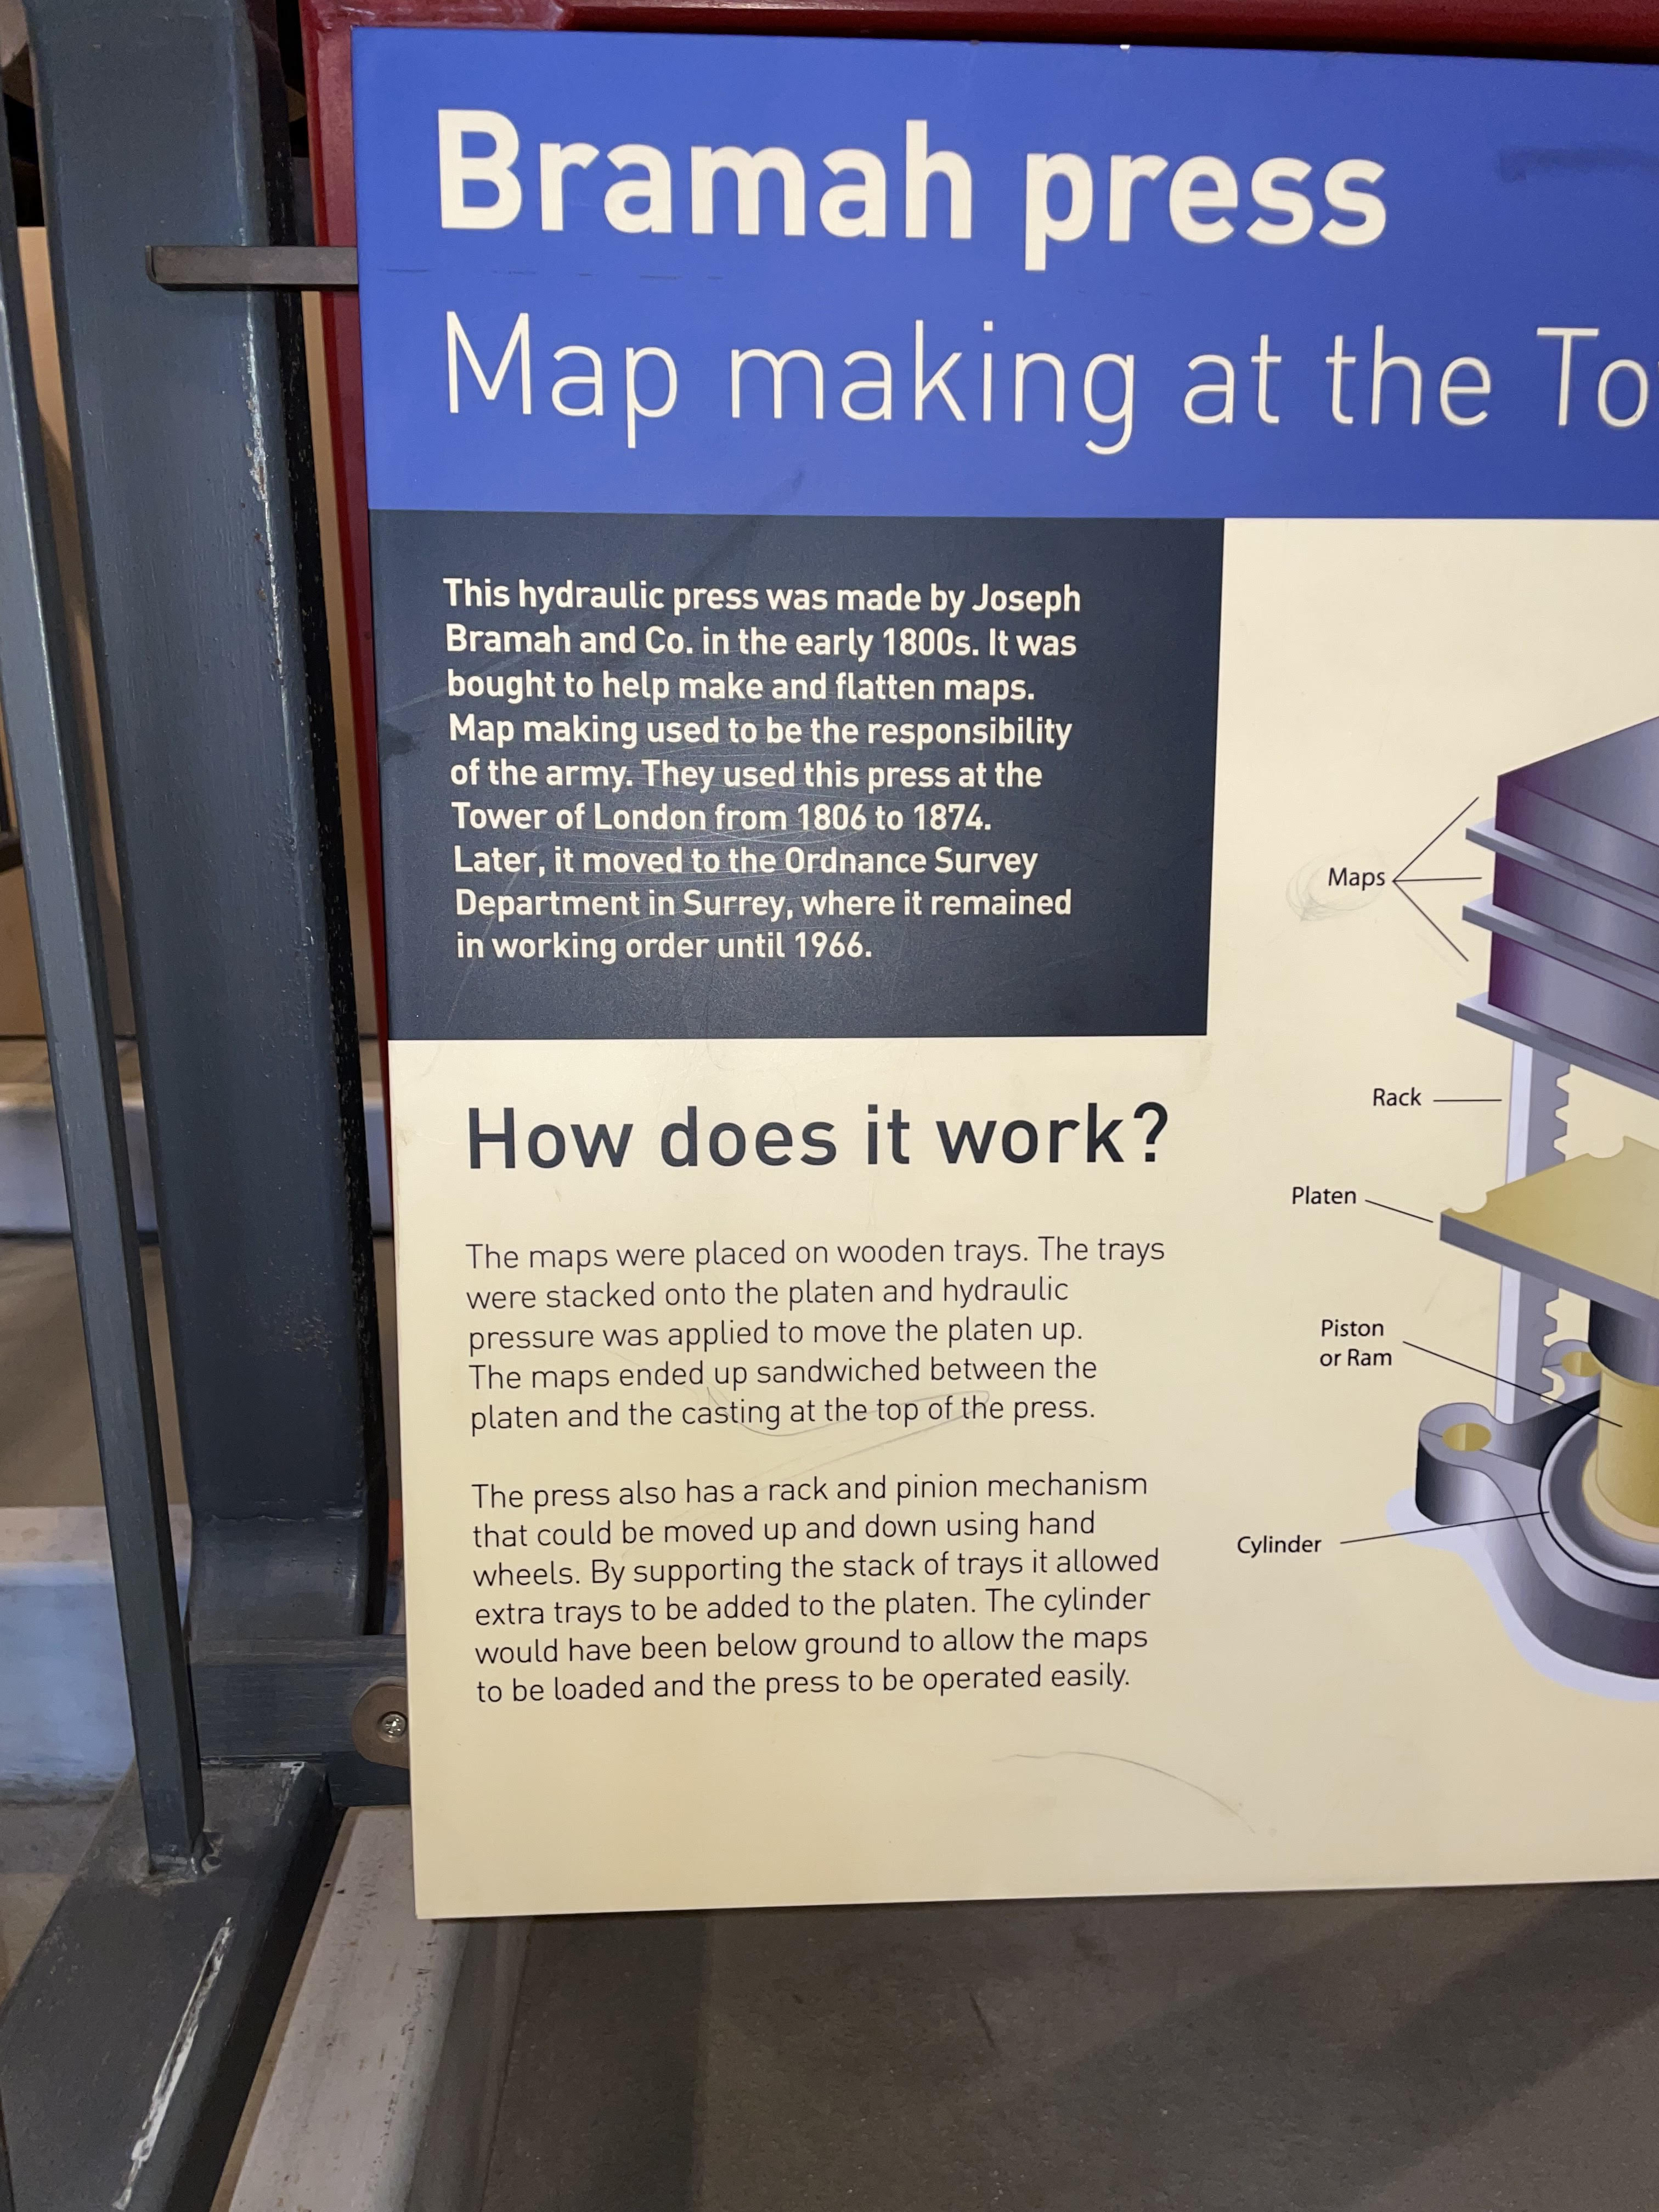 Bramah press
Map making at the To
This hydraulic press was made by Joseph
Bramah and Co. in the early 1800s. It was
bought to help make and flatten maps.
Map making used to be the responsibility
of the army. They used this press at the
Tower of London from 1806 to 1874.
Later, it moved to the Ordnance Survey
Department in Surrey, where it remained
in working order until 1966.
How does it work?
The maps were placed on wooden trays. The trays
were stacked onto the platen and hydraulic
pressure was applied to move the platen up.
The maps ended up sandwiched between the
platen and the casting at the top of the press.
The press also has a rack and pinion mechanism
that could be moved up and down using hand
wheels. By supporting the stack of trays it allowed
extra trays to be added to the platen. The cylinder
would have been below ground to allow the maps
to be loaded and the press to be operated easily.
Maps
Rack
Platen
Piston
or Ram
Cylinder